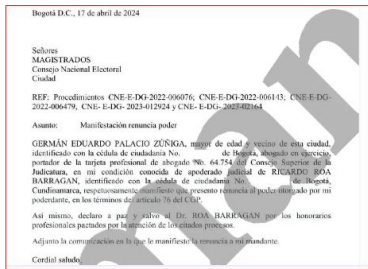 Bogotá D.C., 17 de abril de 2024
Señores
MAGISTRADOS
Consejo Nacional Electoral
Ciudad
REF: Procedimientos CNE-E-DG-2022-006076; CNE-E-DG-2022-006143; CNE-E-DG-
2022-006479, CNE- E-DG- 2023-012924 y CNE- E-DG- 2023-02164
Asunto: Manifestación renuncia poder
GERMÁN EDUARDO PALACIO ZÚÑIGA, mayor de edad y vecino de esta ciudad,
identificado con la cédula de ciudadanía No. de Bogotá, abogado en ejercicio,
portador de la tarjeta profesional de abogado No. 64.754 del Consejo Superior de la
Judicatura, en mi condición conocida de apoderado judicial de RICARDO ROA
BARRAGAN, identificado con la cédula de ciudadanía No. de Bogotá,
Cundinamarca, respetuosamente manifiesto que presento renuncia al poder otorgado por mi
poderdante, en los términos del artículo 76 del CGP.
Así mismo, declaro a paz y salvo al Dr. ROA BARRAGAN por los honorarios
profesionales pactados por la atención de los citados procesos.
Adjunto la comunicación en la que le manifiesto la renuncia a mi mandante.
Cordial saludo,